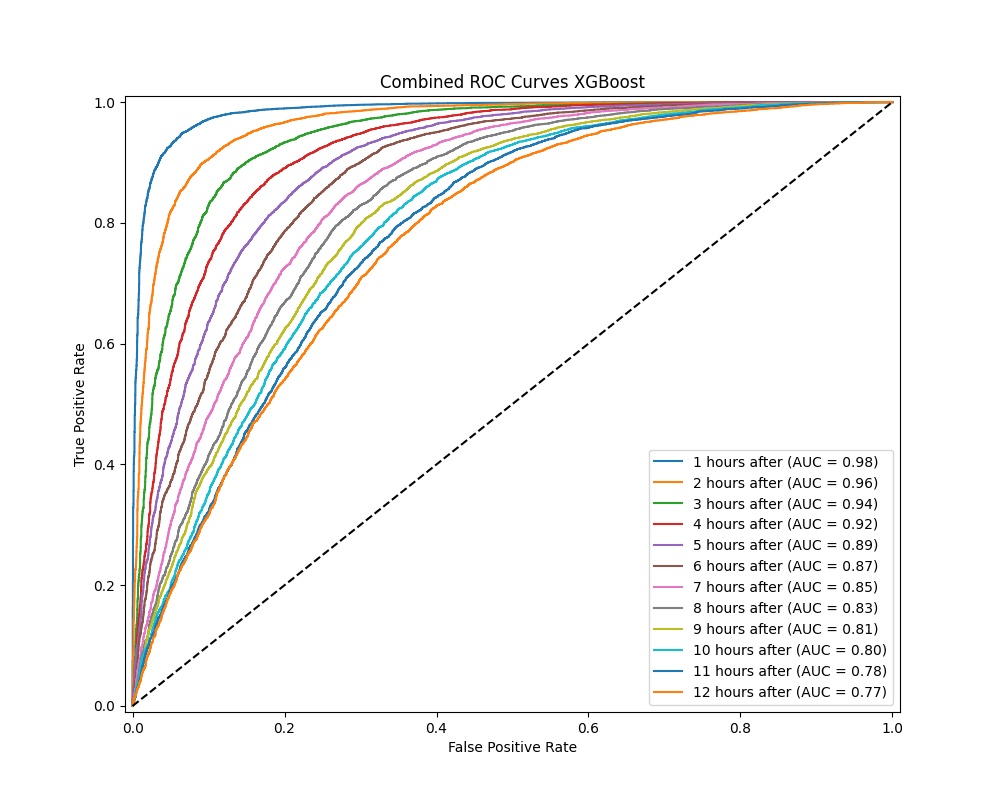 Combined ROC Curves XGBoost
1.0
0.8
0.6
0.4
0.2
0.0
True Positive Rate
1 hours after (AUC = 0.98)
2 hours after (AUC = 0.96)
3 hours after (AUC = 0.94)
4 hours after (AUC = 0.92)
5 hours after (AUC = 0.89)
6 hours after (AUC = 0.87)
7 hours after (AUC = 0.85)
8 hours after (AUC = 0.83)
9 hours after (AUC = 0.81)
10 hours after (AUC = 0.80)
11 hours after (AUC = 0.78)
12 hours after (AUC = 0.77)
0.0 0.2 0.4 0.6 0.8 1.0
False Positive Rate